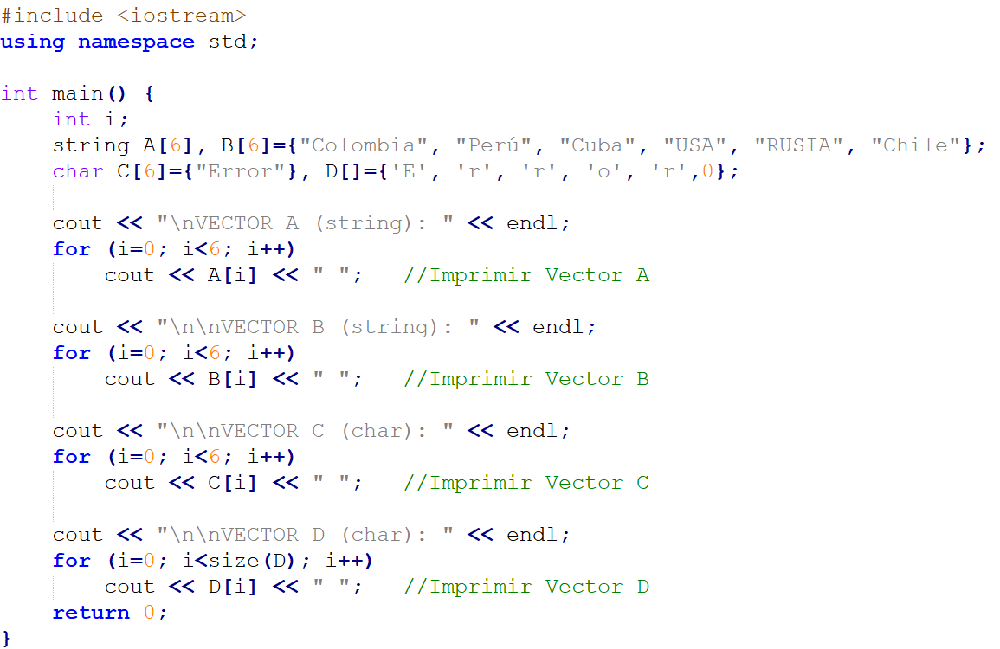 #include <iostream>
using namespace std;
int main() {
int i;
string A[6], B[6]={"Colombia", "Perú", "Cuba", "USA", "RUSIA", "Chile"};
char C[6]={"Error"}, D[]={'E', 'r', 'r', 'o', 'r',0};
cout << "\nVECTOR A (string): " << endl;
for (i=0; i<6; i++)
cout << A[i] << " ";   //Imprimir Vector A
cout << "\n\nVECTOR B (string): " << endl;
for (i=0; i<6; i++)
cout << B[i] << " ";   //Imprimir Vector B
cout << "\n\nVECTOR C (char): " << endl;
for (i=0; i<6; i++)
cout << C[i] << " ";   //Imprimir Vector C
cout << "\n\nVECTOR D (char): " << endl;
for (i=0; i<size(D); i++)
cout << D[i] << " ";   //Imprimir Vector D
return 0;
}